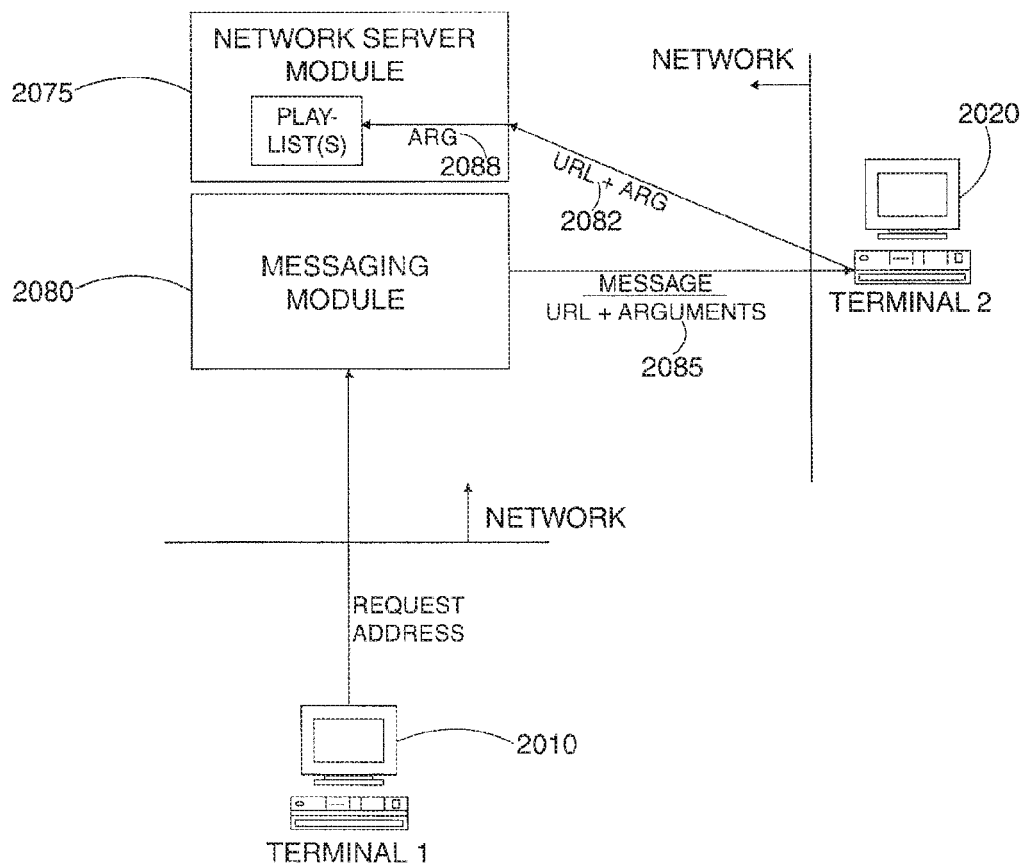 NETWORK SERVER
MODULE
2075
PLAY-
LIST(S)
ARG
2088
NETWORK
2020
URL + ARG
2082
2080
MESSAGING
MODULE
MESSAGE
URL + ARGUMENTS
2085
TERMINAL 2
NETWORK
REQUEST
ADDRESS
2010
TERMINAL 1